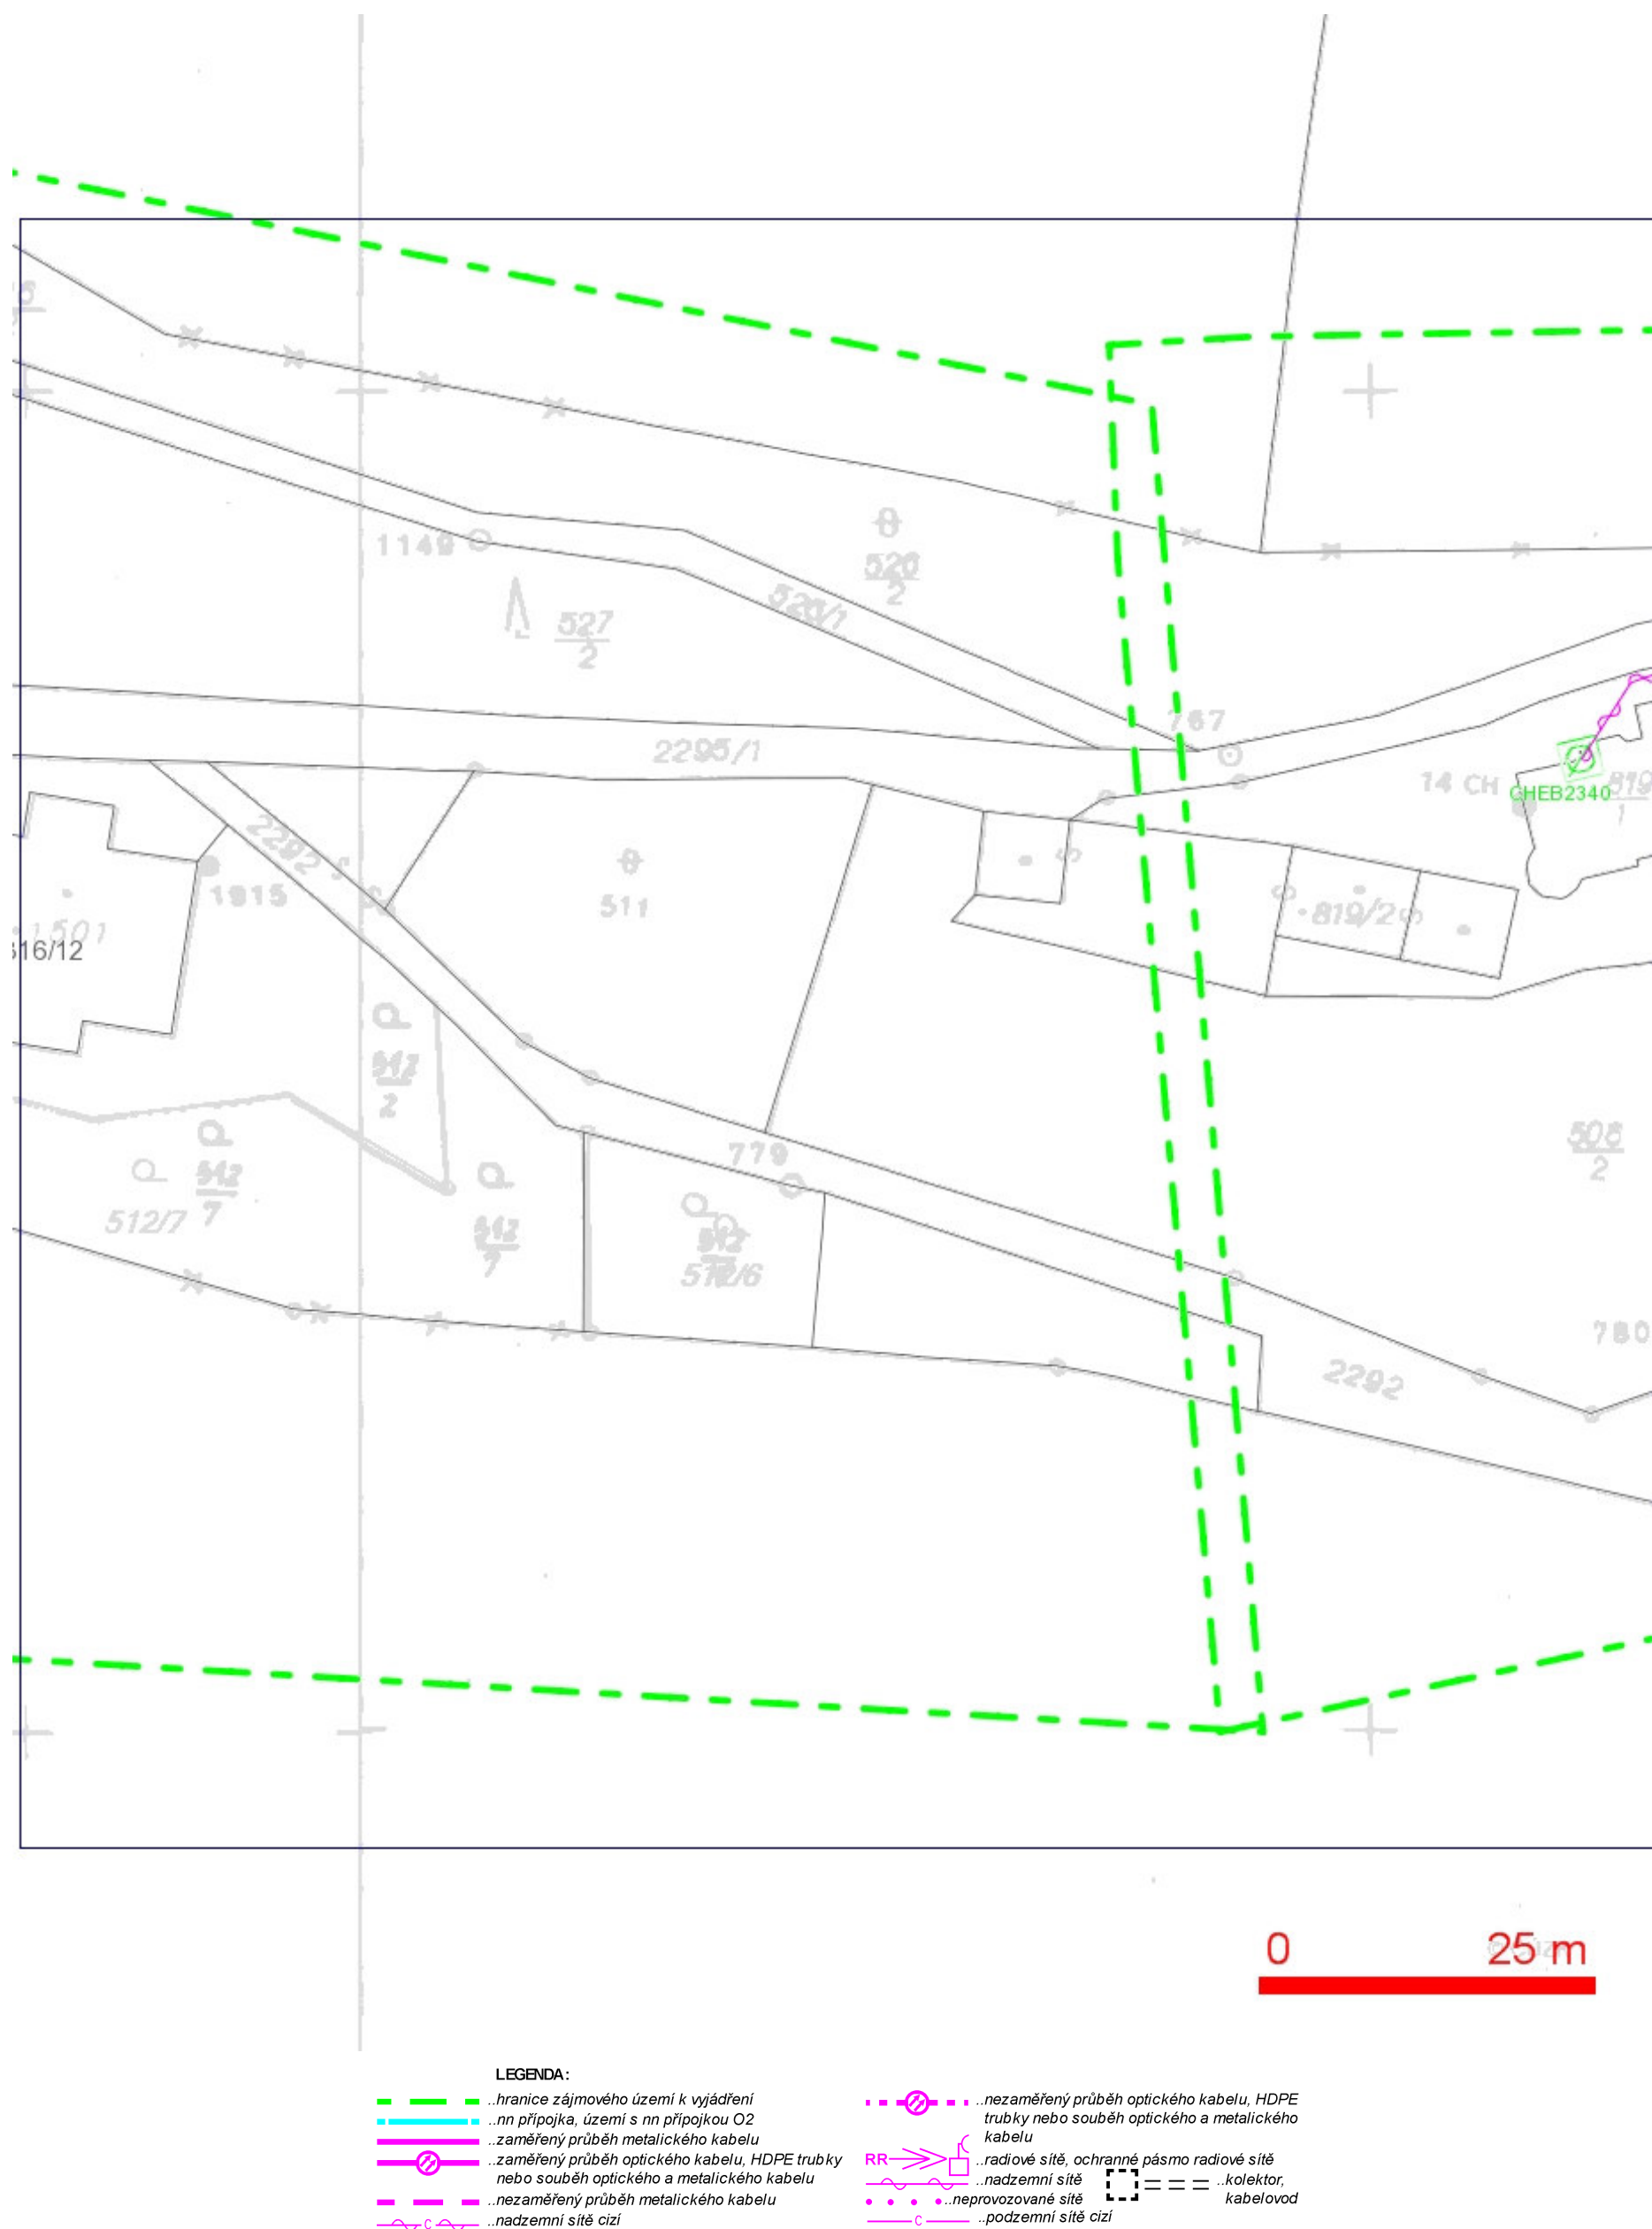 1149
526
2
526/1
527
2
767
2295/1
14 CH
CHEB2340
819
1
2292
1915
511
819/2
1501
516/12
512
2
508
2
779
512
7
512/7
512
7
512/6
780
2292
0 25 m
LEGENDA:
..hranice zájmového území k vyjádření
..nn přípojka, území s nn přípojkou O2
..zaměřený průběh metalického kabelu
..zaměřený průběh optického kabelu, HDPE trubky
nebo souběh optického a metalického kabelu
..nezaměřený průběh metalického kabelu
C ..nadzemní sítě cizí
..nezaměřený průběh optického kabelu, HDPE
trubky nebo souběh optického a metalického
kabelu
RR ..radiové sítě, ochranné pásmo radiové sítě
..nadzemní sítě
..kolektor,
kabelovod
..neprovozované sítě
C ..podzemní sítě cizí